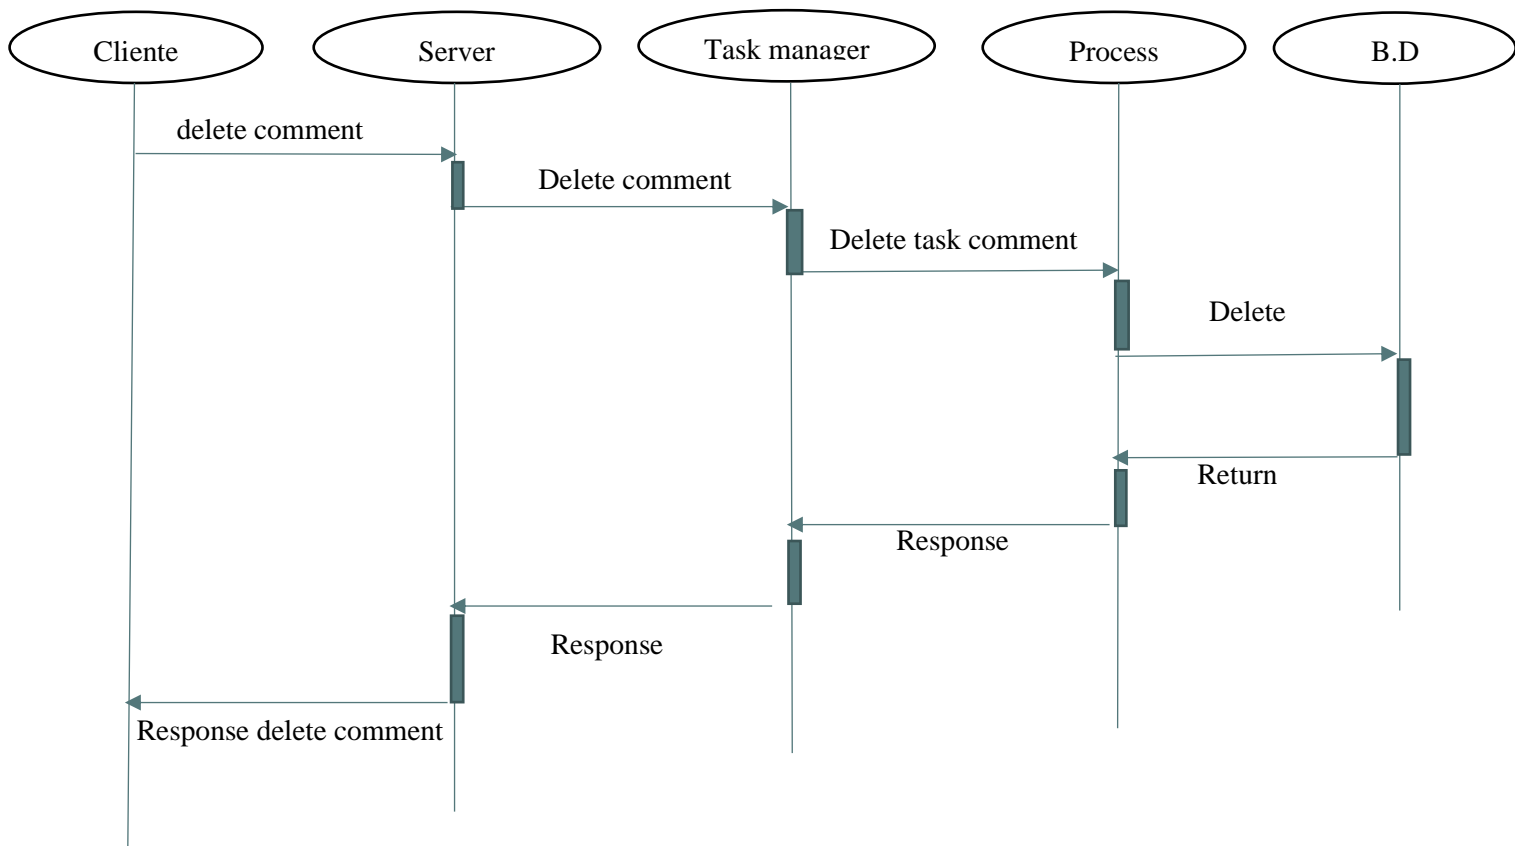 Cliente
Server
Task manager
Process
B.D
delete comment
Delete comment
Delete task comment
Delete
Return
Response
Response
Response delete comment